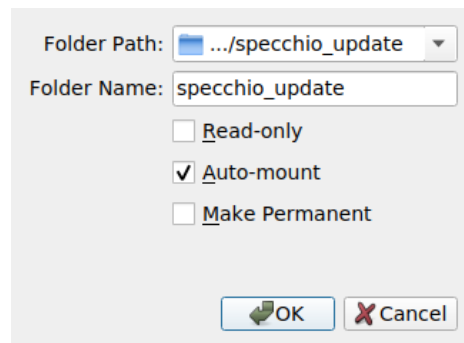 Folder Path: .../specchio_update
Folder Name: specchio_update
Read-only
Auto-mount
Make Permanent
OK Cancel